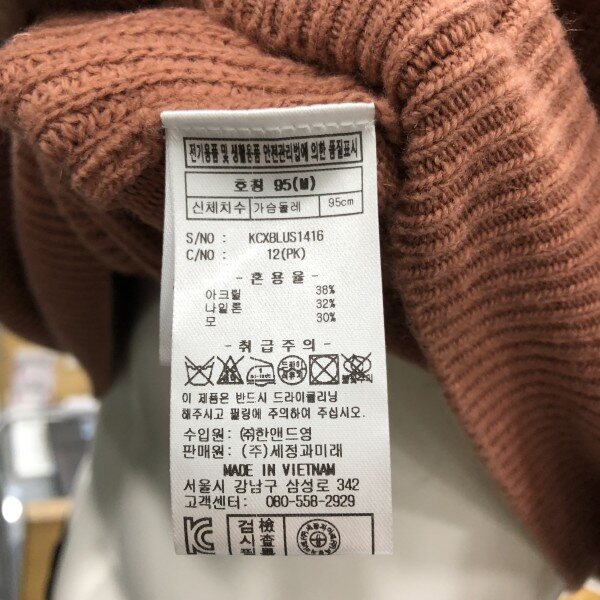 전기용품 및 생활용품 안전관리법에 의한 품질표시
호칭 95(M)
신체치수 가슴둘레 95cm
S/NO : KCXBLUS1416
C/NO : 12(PK)
- 혼용율 -
아크릴 38%
나일론 32%
모 30%
- 취급주의 -
이 제품은 반드시 드라이클리닝
해주시고 필링에 주의하여 주십시오.
수입원: ㈜한앤드영
판매원: (주)세정과미래
MADE IN VIETNAM
서울시 강남구 삼성로 342
고객센터: 080-558-2929
검 檢
시 査